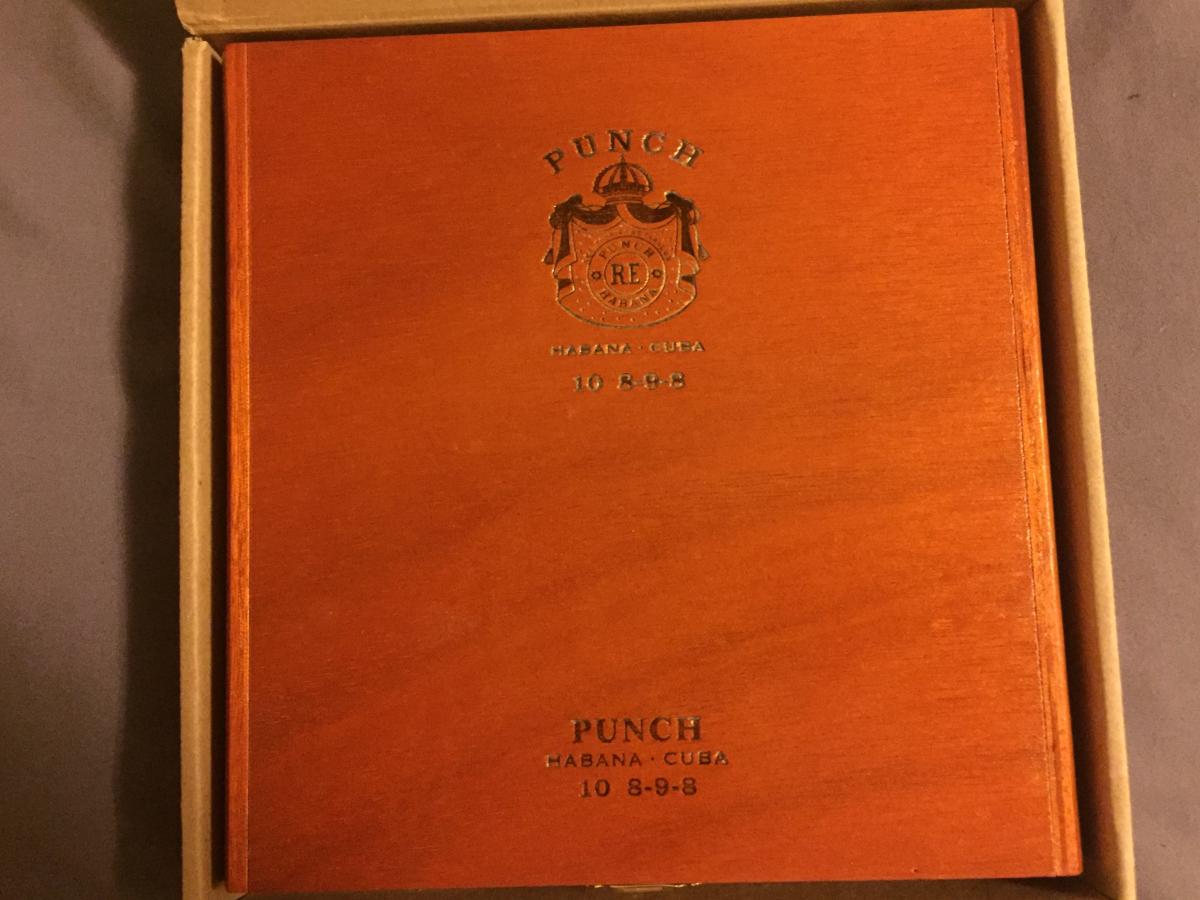 PUNCH
PUNCH
R.E
HABANA
HABANA · CUBA
10 8-9-8
PUNCH
HABANA · CUBA
10 8-9-8